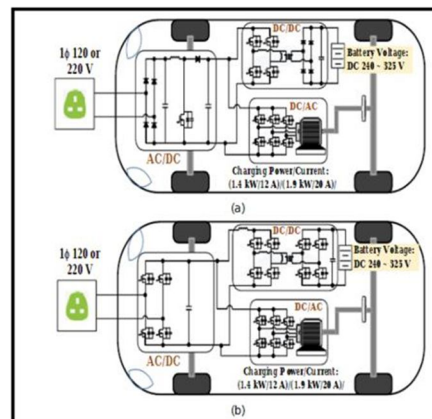 DC/DC
1ϕ 120 or
220 V
Battery Voltage:
DC 240 ~ 325 V
DC/AC
AC/DC
Charging Power/Current:
(1.4 kW/12 A)/(1.9 kW/20 A)/
(a)
DC/DC
1ϕ 120 or
220 V
Battery Voltage:
DC 240 ~ 325 V
DC/AC
AC/DC
Charging Power/Current:
(1.4 kW/12 A)/(1.9 kW/20 A)/
(b)